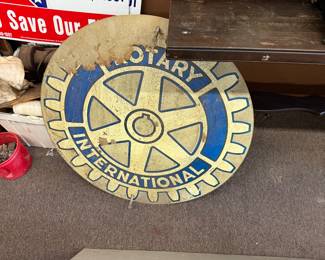 Save Our F
ROTARY
INTERNATIONAL